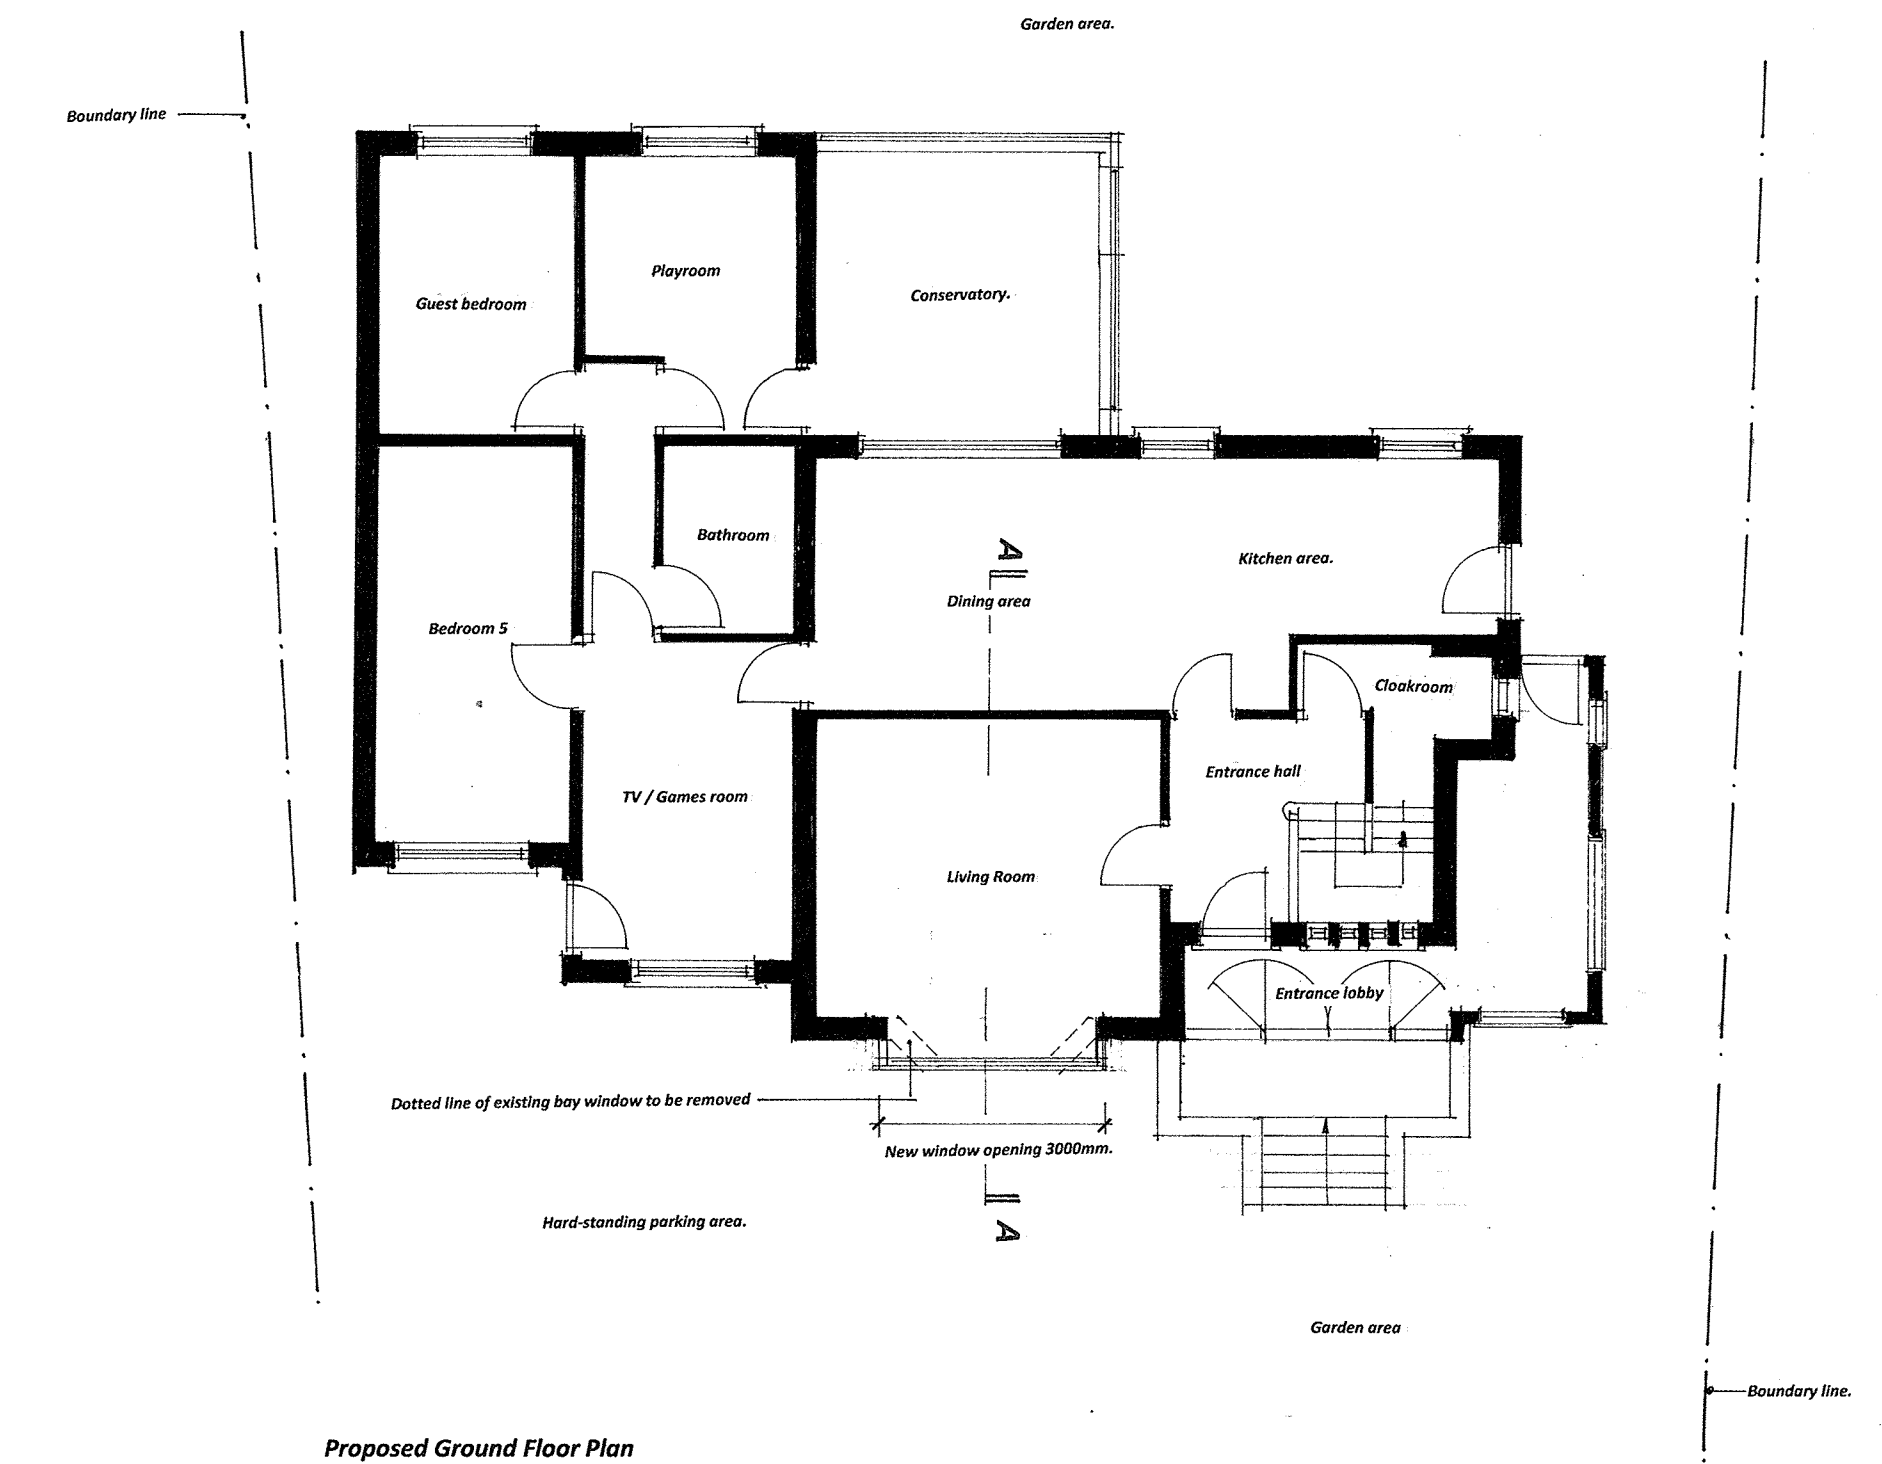 Garden area.
Boundary line
Playroom
Conservatory.
Guest bedroom
Bathroom
A
Kitchen area.
Dining area
Bedroom 5
Cloakroom
Entrance hall
TV / Games room
Living Room
Entrance lobby
Dotted line of existing bay window to be removed
New window opening 3000mm.
Hard-standing parking area.
A
Garden area
Boundary line.
Proposed Ground Floor Plan